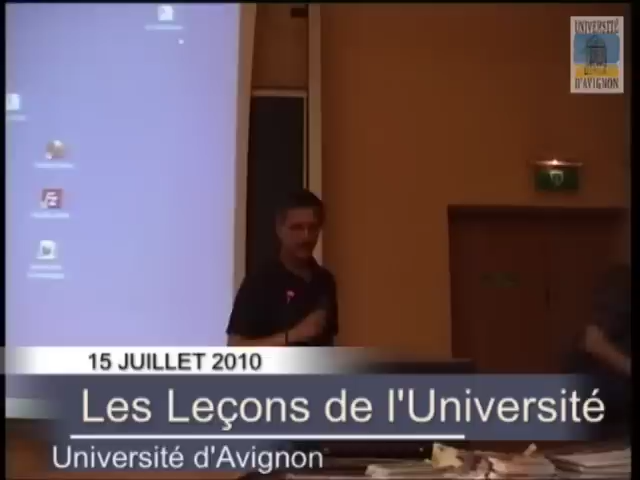 UNIVERSITÉ
D'AVIGNON
15 JUILLET 2010
Les Leçons de l'Université
Université d'Avignon